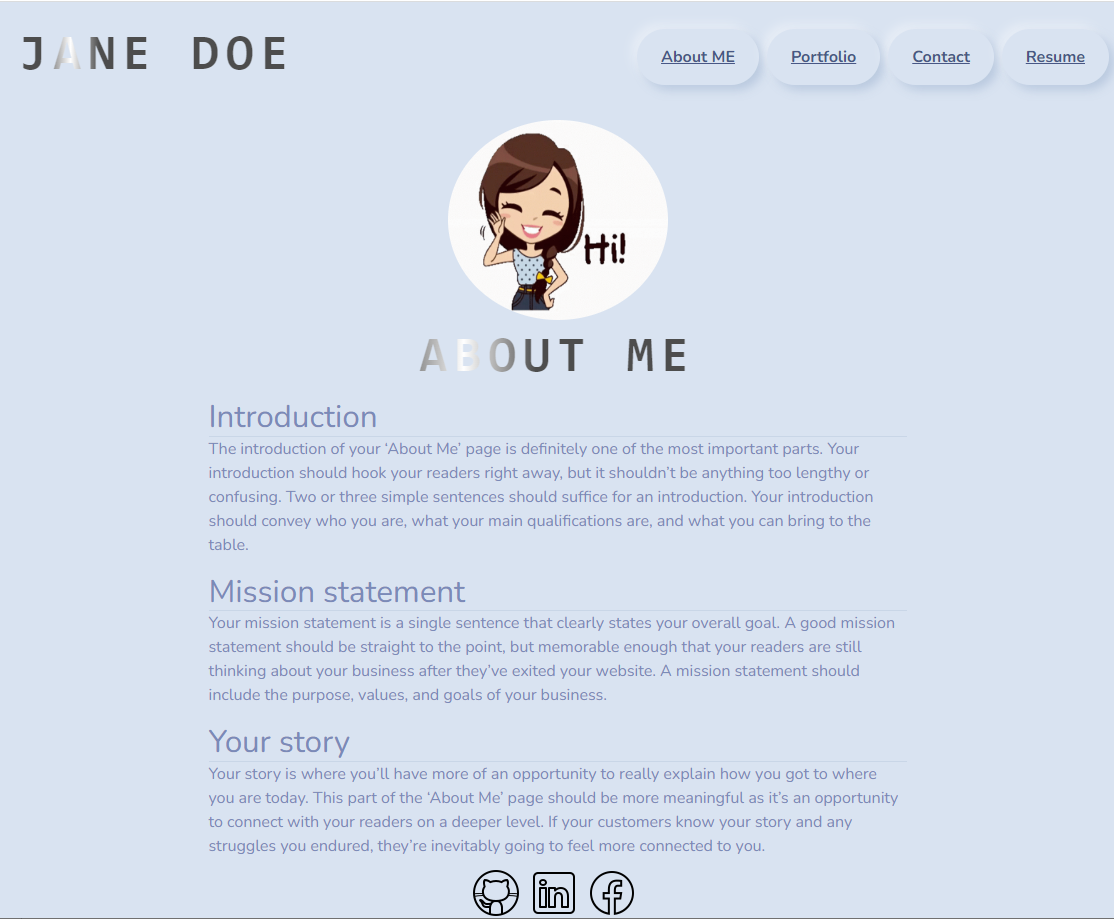 JANE DOE
About ME
Portfolio
Contact
Resume
Hi!
ABOUT ME
Introduction
The introduction of your ‘About Me’ page is definitely one of the most important parts. Your
introduction should hook your readers right away, but it shouldn’t be anything too lengthy or
confusing. Two or three simple sentences should suffice for an introduction. Your introduction
should convey who you are, what your main qualifications are, and what you can bring to the
table.
Mission statement
Your mission statement is a single sentence that clearly states your overall goal. A good mission
statement should be straight to the point, but memorable enough that your readers are still
thinking about your business after they’ve exited your website. A mission statement should
include the purpose, values, and goals of your business.
Your story
Your story is where you’ll have more of an opportunity to really explain how you got to where
you are today. This part of the ‘About Me’ page should be more meaningful as it’s an opportunity
to connect with your readers on a deeper level. If your customers know your story and any
struggles you endured, they’re inevitably going to feel more connected to you.
in